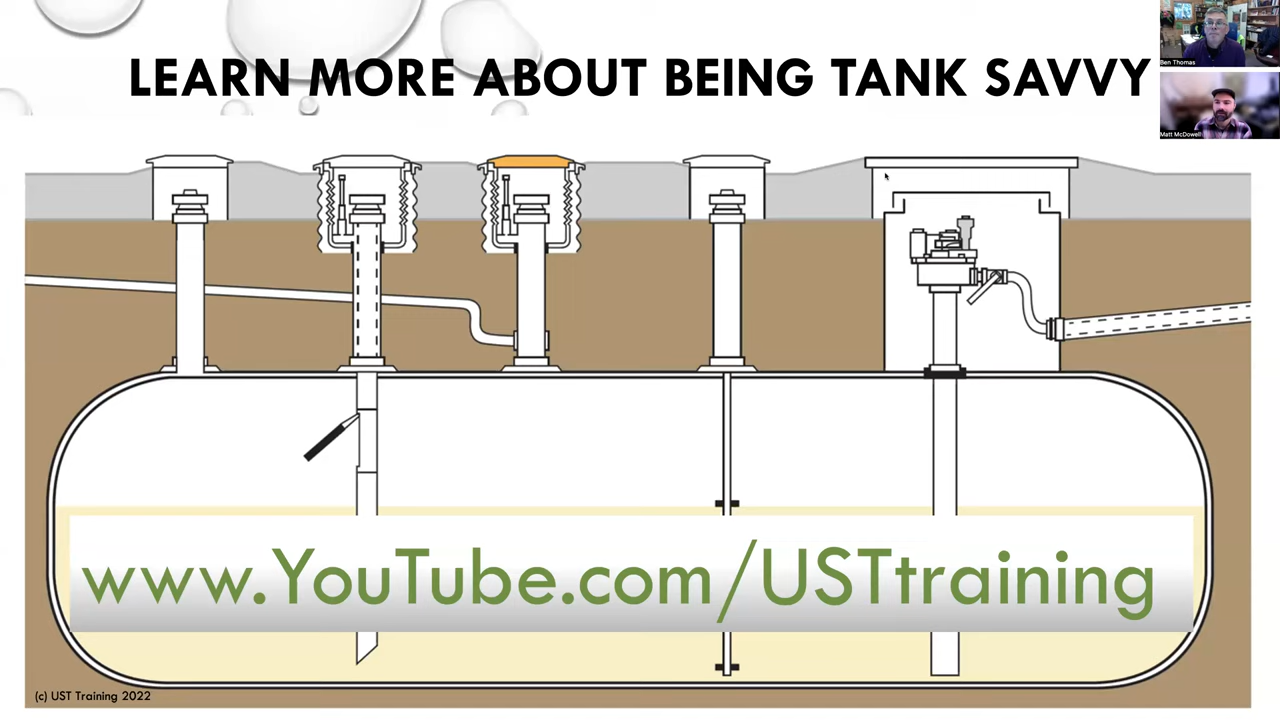 LEARN MORE ABOUT BEING TANK SAVVY
Ben Thomas
Matt McDowell
www.YouTube.com/USTtraining
(c) UST Training 2022